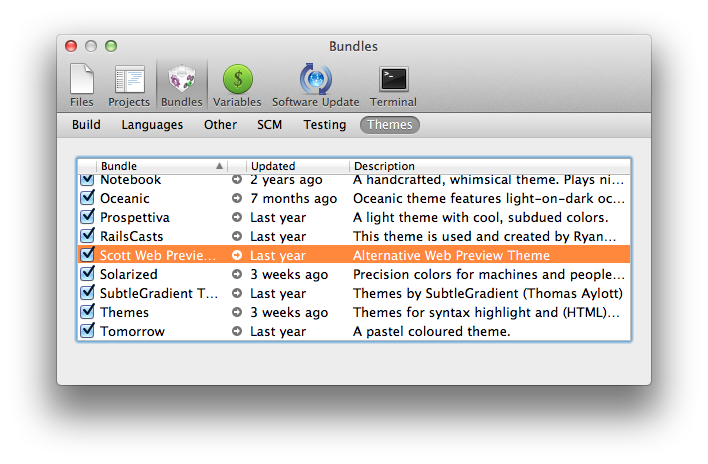 Bundles
Files Projects Bundles Variables Software Update Terminal
Build Languages Other SCM Testing Themes
Bundle Updated Description
Notebook 2 years ago A handcrafted, whimsical theme. Plays ni…
Oceanic 7 months ago Oceanic theme features light-on-dark oc…
Prospettiva Last year A light theme with cool, subdued colors.
RailsCasts Last year This theme is used and created by Ryan…
Scott Web Previe… Last year Alternative Web Preview Theme
Solarized 3 weeks ago Precision colors for machines and people…
SubtleGradient T… Last year Themes by SubtleGradient (Thomas Aylott)
Themes 3 weeks ago Themes for syntax highlight and (HTML)…
Tomorrow Last year A pastel coloured theme.